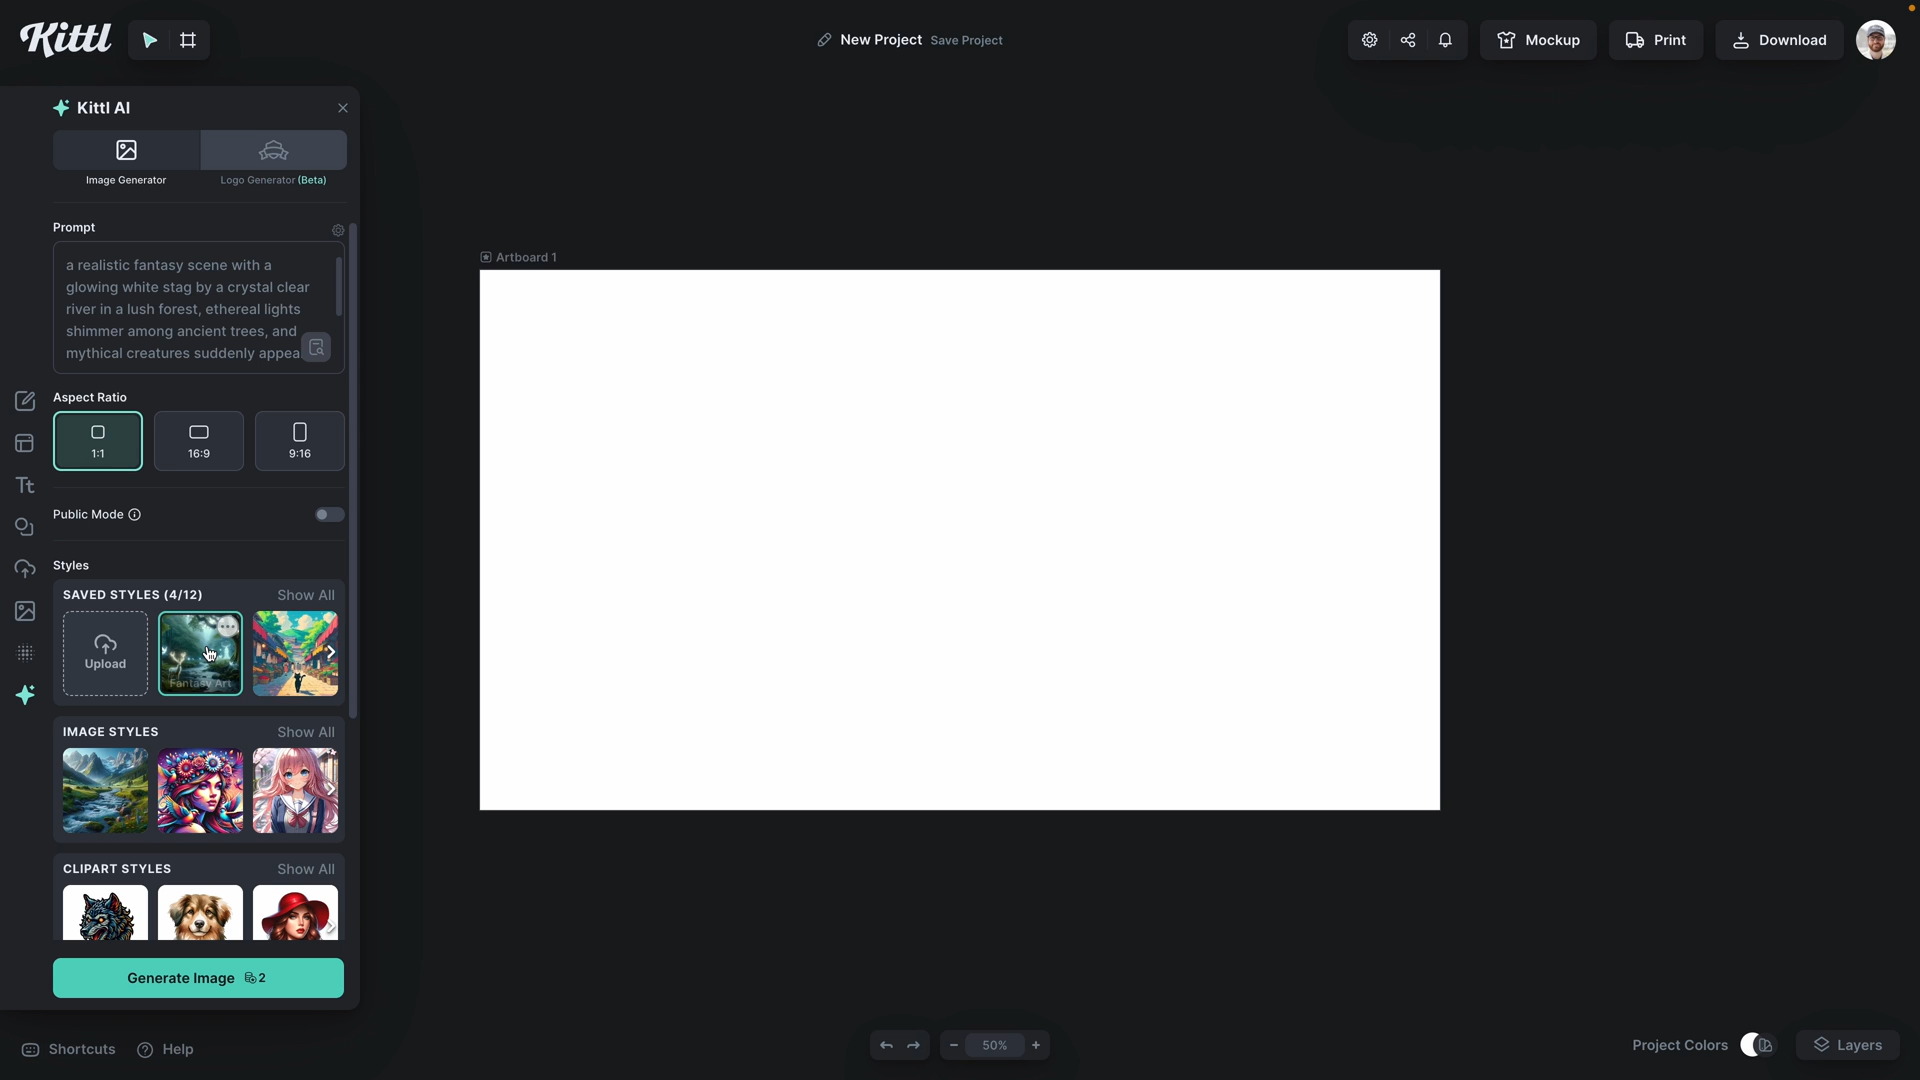 Kittl
New Project Save Project
Mockup
Print
Download
Kittl AI
Image Generator
Logo Generator (Beta)
Prompt
a realistic fantasy scene with a
glowing white stag by a crystal clear
river in a lush forest, ethereal lights
shimmer among ancient trees, and
mythical creatures suddenly appea
Aspect Ratio
1:1
16:9
9:16
Public Mode
Styles
SAVED STYLES (4/12)
Show All
Upload
Fantasy Art
IMAGE STYLES
Show All
CLIPART STYLES
Show All
Generate Image 2
Tt
Artboard 1
Shortcuts
Help
50%
Project Colors
Layers